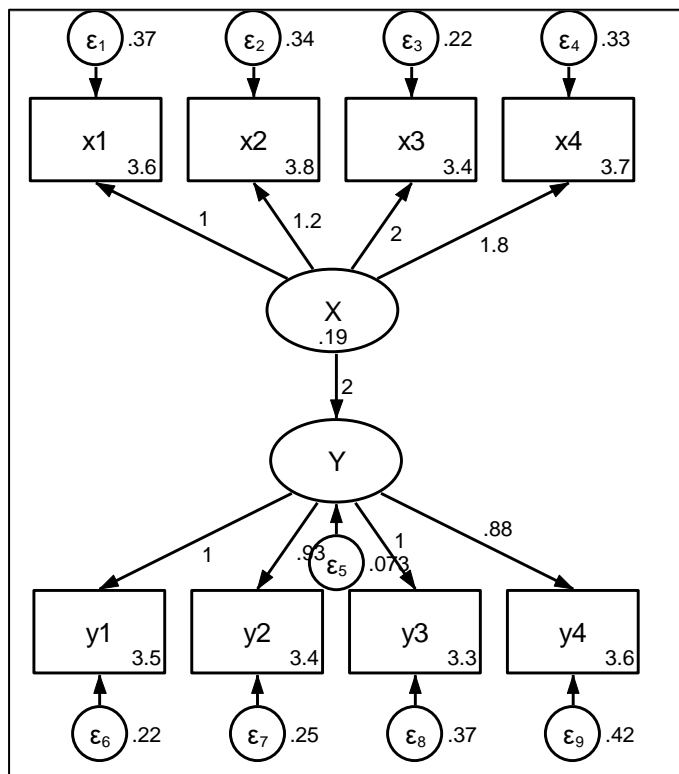 ε1 .37 ε2 .34 ε3 .22 ε4 .33
x1 x2 x3 x4
3.6 3.8 3.4 3.7
1 1.2 2 1.8
X
.19
2
Y
1 .93 1 .88
ε5 .073
y1 y2 y3 y4
3.5 3.4 3.3 3.6
ε6 .22 ε7 .25 ε8 .37 ε9 .42